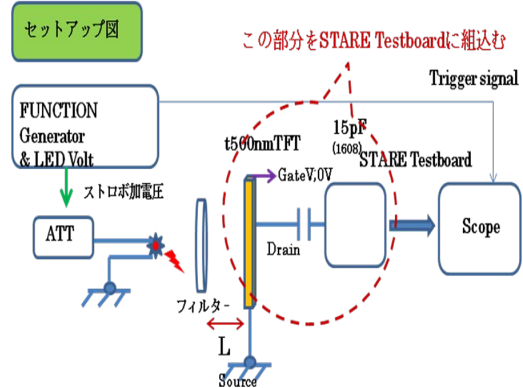 セットアップ図
この部分をSTARE Testboardに組込む
Trigger signal
FUNCTION
Generator
& LED Volt
t500nmTFT
15pF
(1608)
STARE Testboard
GateV;0V
ストロボ加電圧
ATT
Scope
Drain
フィルター
L
Source